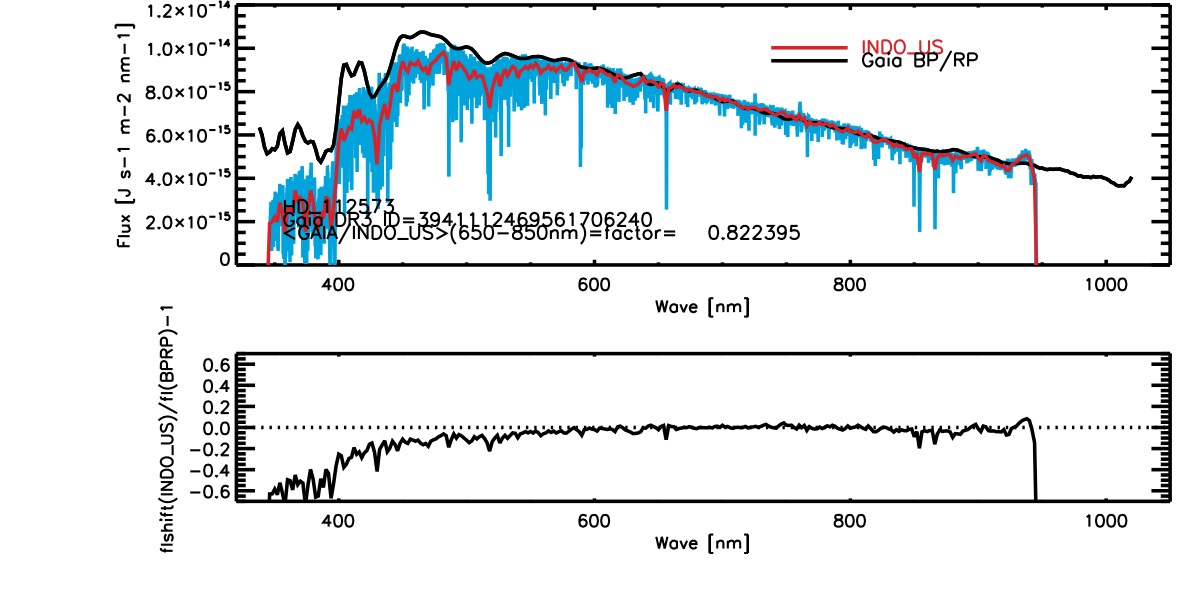 1.2×10−14
1.0×10−14
8.0×10−15
6.0×10−15
4.0×10−15
2.0×10−15
0
Flux [J s−1 m−2 nm−1]
INDO_US
Gaia BP/RP
HD_112573
Gaia DR3 ID=3941112469561706240
<GAIA/INDO_US>(650−850nm)=factor= 0.822395
400 600 800 1000
Wave [nm]
flshift(INDO_US)/fl(BPRP)−1
0.6
0.4
0.2
0.0
−0.2
−0.4
−0.6
400 600 800 1000
Wave [nm]